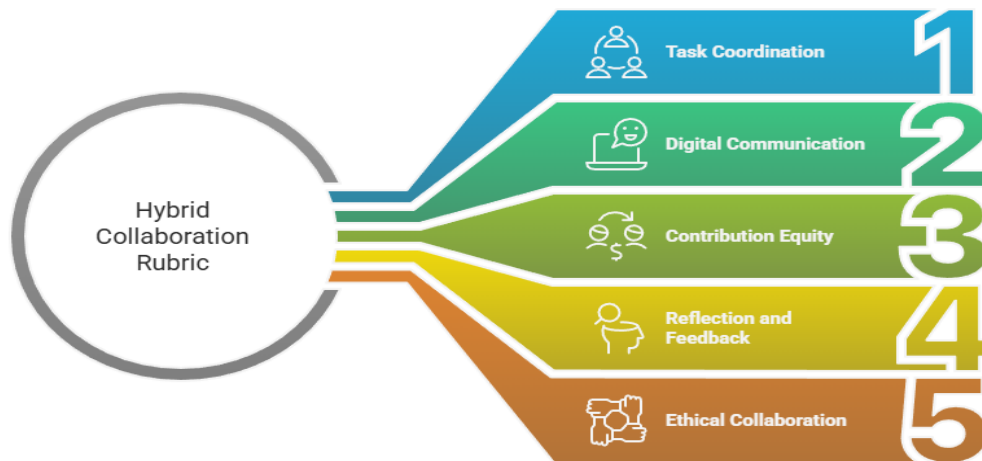 Hybrid
Collaboration
Rubric
Task Coordination
1
Digital Communication
2
Contribution Equity
$
3
Reflection and
Feedback
4
Ethical Collaboration
5